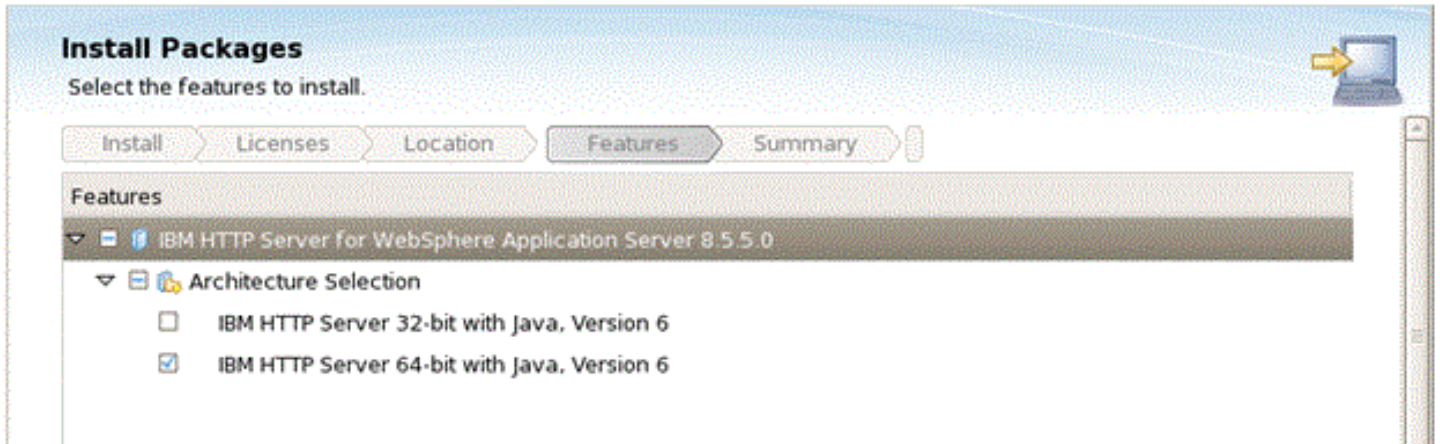 Install Packages
Select the features to install.
Install Licenses Location Features Summary
Features
IBM HTTP Server for WebSphere Application Server 8.5.5.0
Architecture Selection
IBM HTTP Server 32-bit with Java, Version 6
IBM HTTP Server 64-bit with Java, Version 6